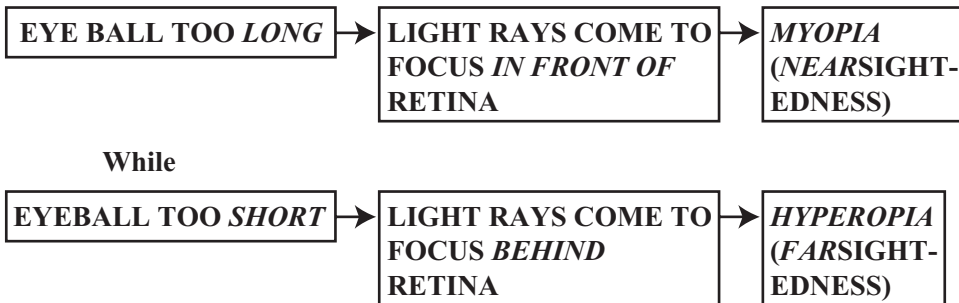 EYE BALL TOO LONG
LIGHT RAYS COME TO
FOCUS IN FRONT OF
RETINA
MYOPIA
(NEARSIGHT-
EDNESS)
While
EYEBALL TOO SHORT
LIGHT RAYS COME TO
FOCUS BEHIND
RETINA
HYPEROPIA
(FARSIGHT-
EDNESS)